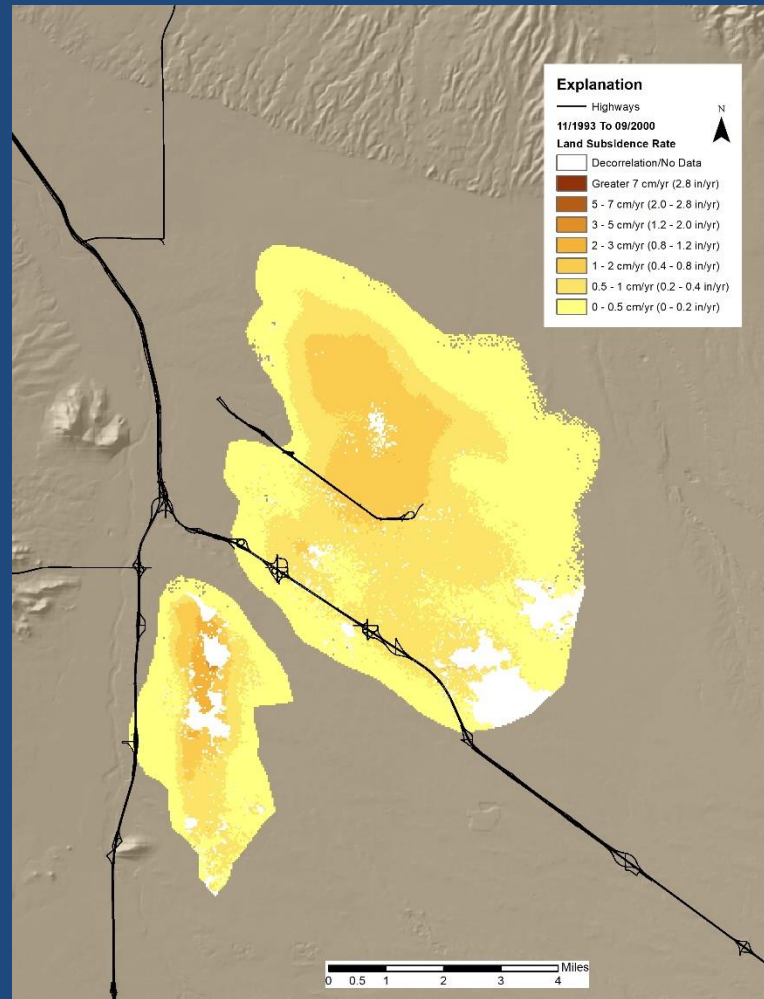 Explanation
Highways
N
11/1993 To 09/2000
Land Subsidence Rate
Decorrelation/No Data
Greater 7 cm/yr (2.8 in/yr)
5 - 7 cm/yr (2.0 - 2.8 in/yr)
3 - 5 cm/yr (1.2 - 2.0 in/yr)
2 - 3 cm/yr (0.8 - 1.2 in/yr)
1 - 2 cm/yr (0.4 - 0.8 in/yr)
0.5 - 1 cm/yr (0.2 - 0.4 in/yr)
0 - 0.5 cm/yr (0 - 0.2 in/yr)
Miles
0 0.5 1 2 3 4